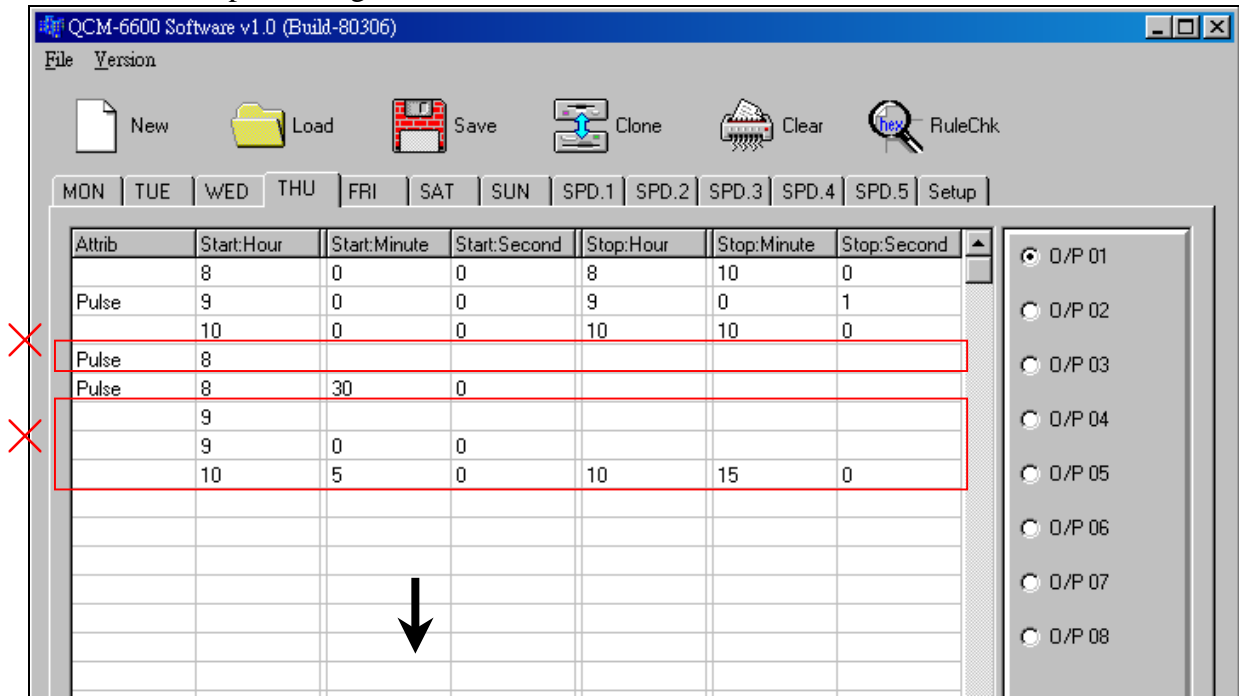 QCM-6600 Software v1.0 (Build-80306)
File Version
New Load Save Clone Clear hex RuleChk
MON TUE WED THU FRI SAT SUN SPD.1 SPD.2 SPD.3 SPD.4 SPD.5 Setup
Attrib Start:Hour Start:Minute Start:Second Stop:Hour Stop:Minute Stop:Second
8 0 0 8 10 0
Pulse 9 0 0 9 0 1
10 0 0 10 10 0
Pulse 8
Pulse 8 30 0
9
9 0 0
10 5 0 10 15 0
O/P 01
O/P 02
O/P 03
O/P 04
O/P 05
O/P 06
O/P 07
O/P 08